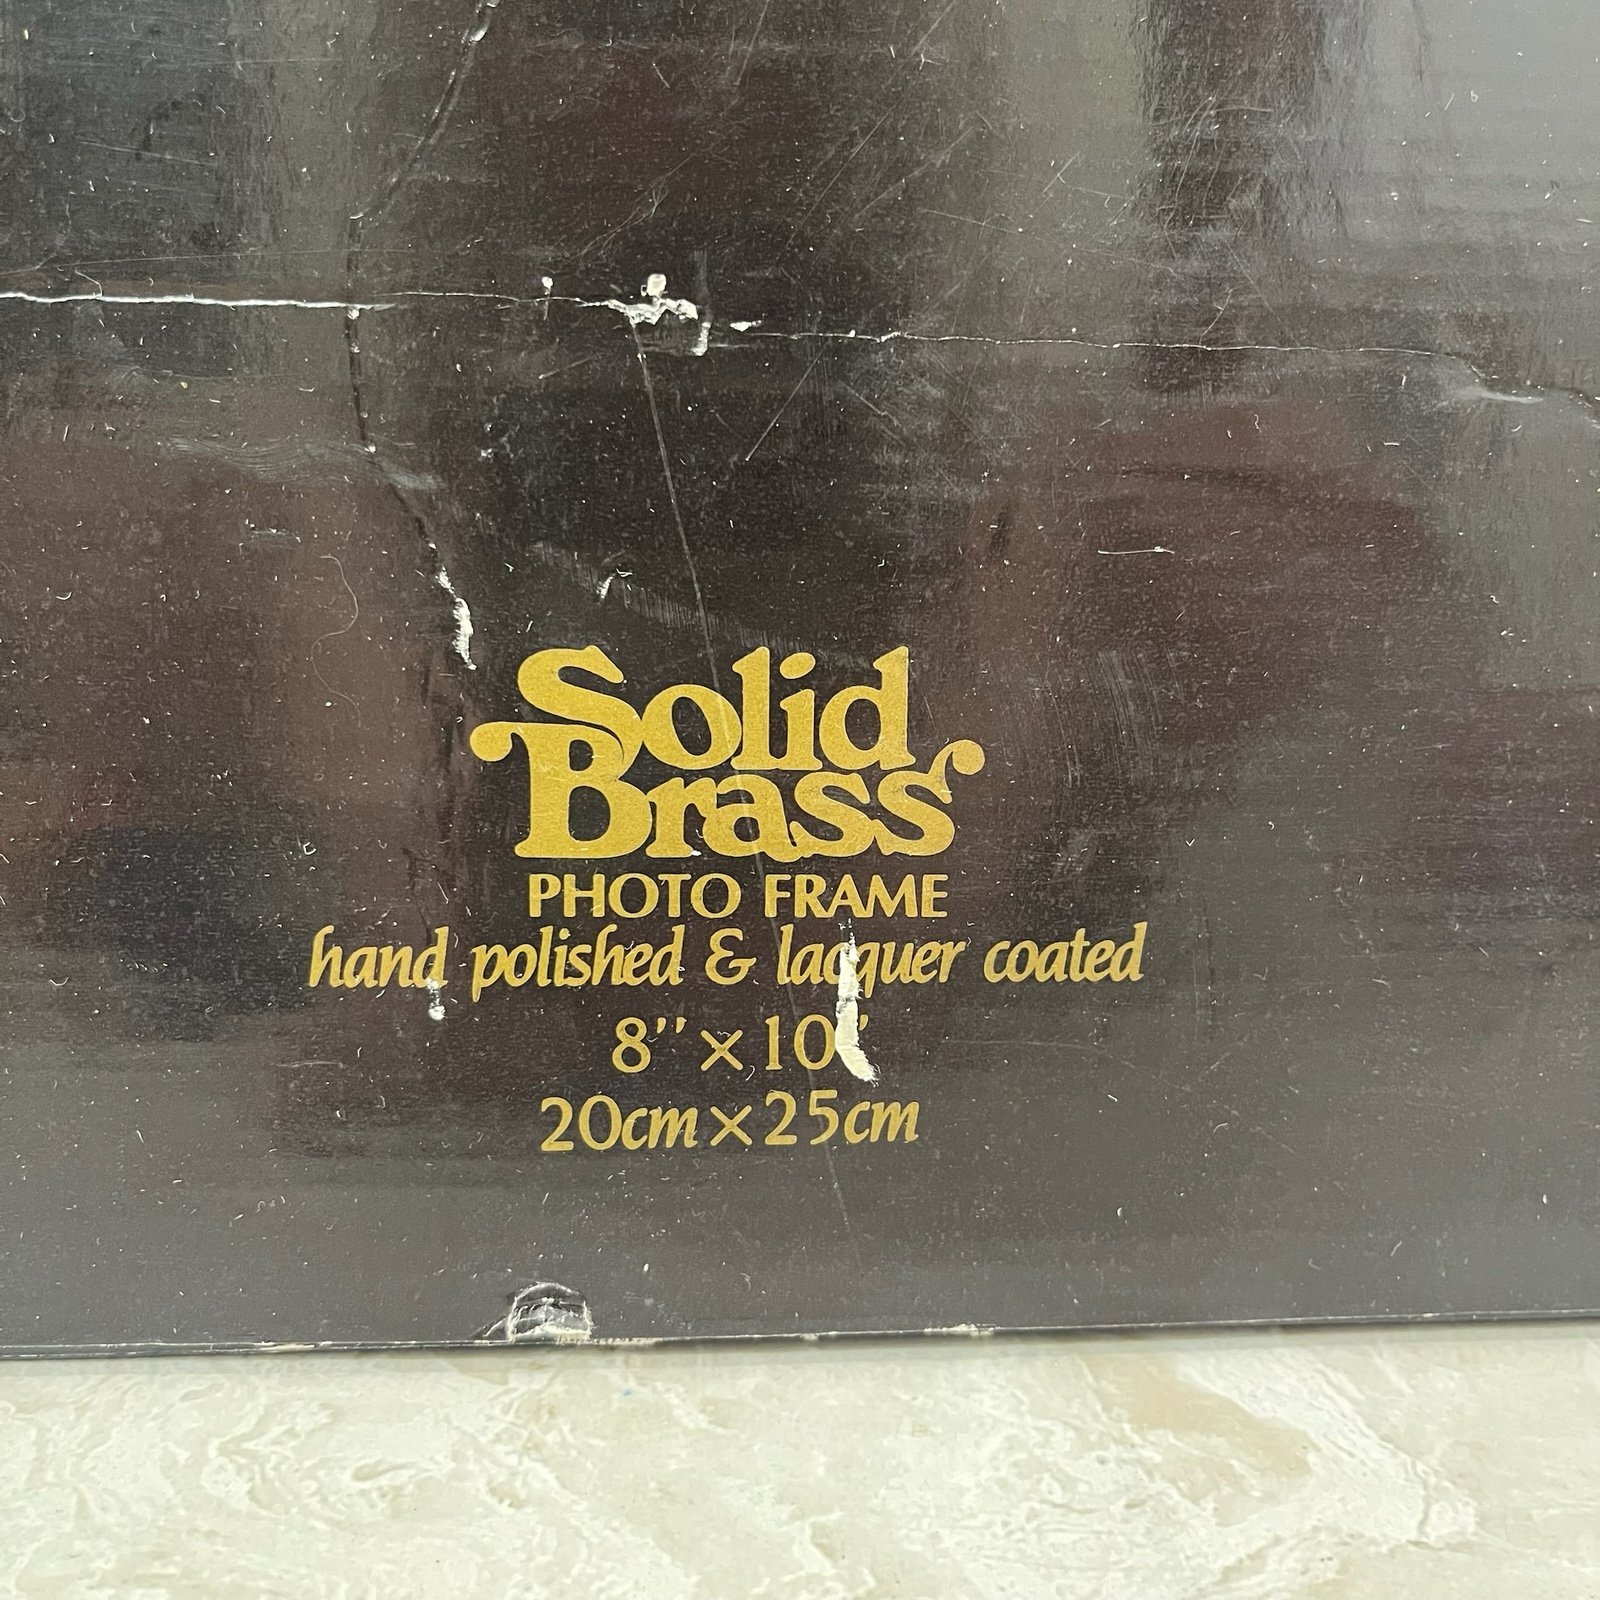 Solid
Brass
PHOTO FRAME
hand polished & lacquer coated
8" × 10"
20cm × 25cm